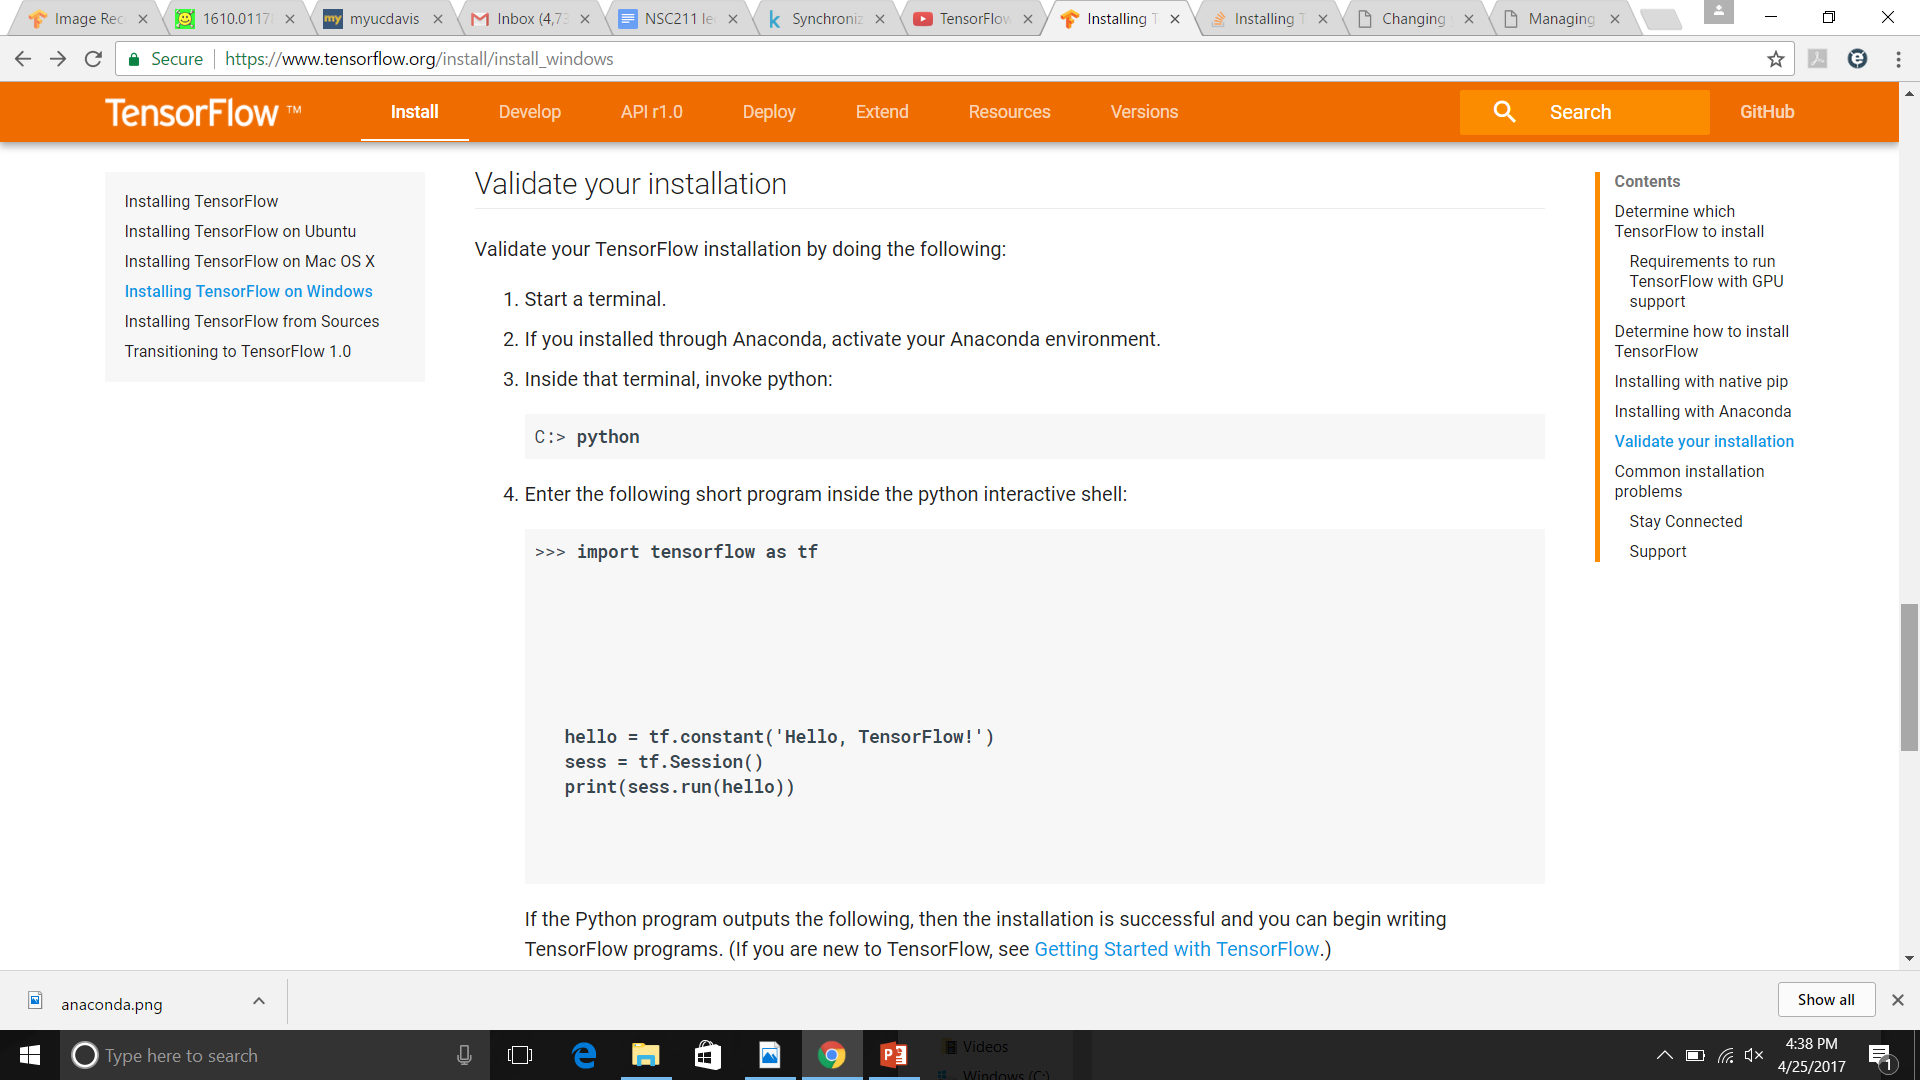 Image Rec
1610.0117
my myucdavis
Inbox (4,73
NSC211 le
k Synchroniz
TensorFlow
Installing T
Installing T
Changing
Managing
Secure https://www.tensorflow.org/install/install_windows
TensorFlow ™ Install Develop API r1.0 Deploy Extend Resources Versions Search GitHub
Installing TensorFlow
Installing TensorFlow on Ubuntu
Installing TensorFlow on Mac OS X
Installing TensorFlow on Windows
Installing TensorFlow from Sources
Transitioning to TensorFlow 1.0
Validate your installation
Validate your TensorFlow installation by doing the following:
1. Start a terminal.
2. If you installed through Anaconda, activate your Anaconda environment.
3. Inside that terminal, invoke python:
C:> python
4. Enter the following short program inside the python interactive shell:
>>> import tensorflow as tf
hello = tf.constant('Hello, TensorFlow!')
sess = tf.Session()
print(sess.run(hello))
If the Python program outputs the following, then the installation is successful and you can begin writing
TensorFlow programs. (If you are new to TensorFlow, see Getting Started with TensorFlow.)
Contents
Determine which
TensorFlow to install
Requirements to run
TensorFlow with GPU
support
Determine how to install
TensorFlow
Installing with native pip
Installing with Anaconda
Validate your installation
Common installation
problems
Stay Connected
Support
anaconda.png
Show all
Type here to search
Videos
Windows (C:)
4:38 PM
4/25/2017
1